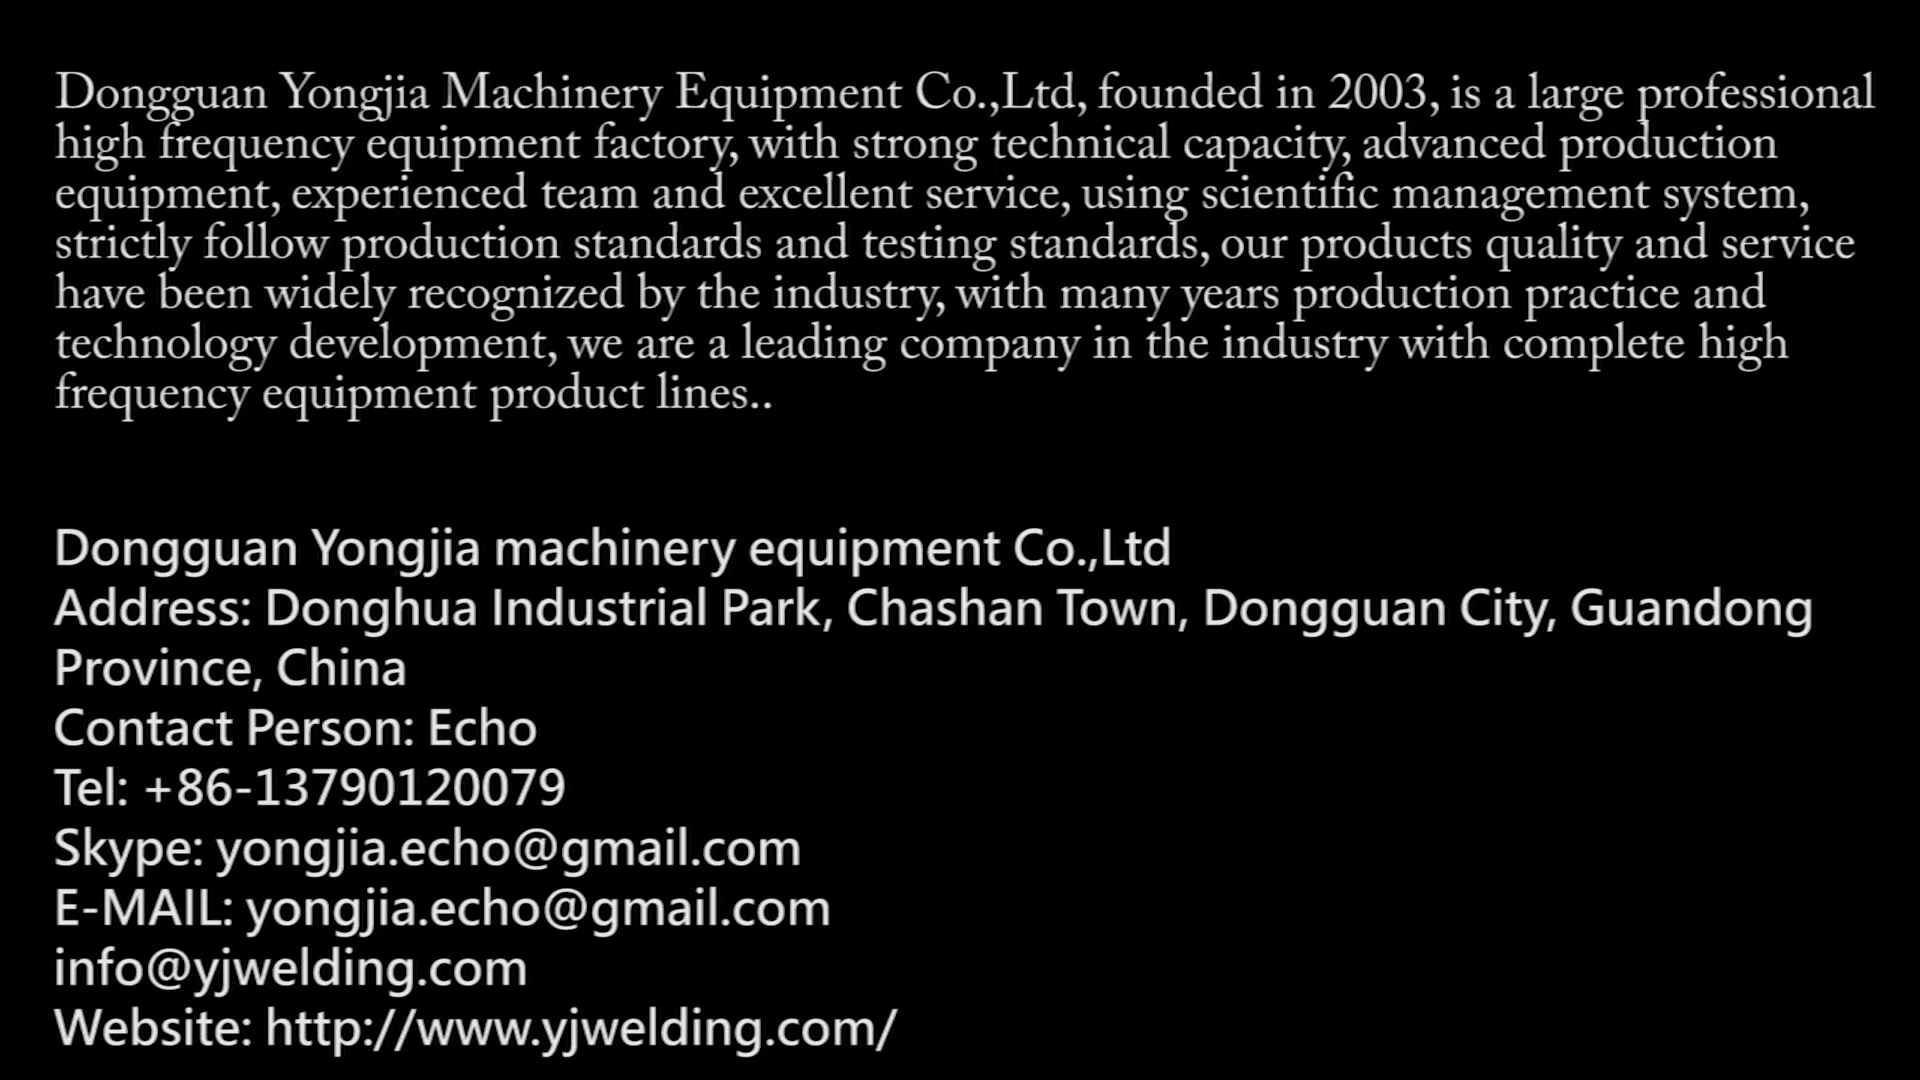 Dongguan Yongjia Machinery Equipment Co.,Ltd, founded in 2003, is a large professional
high frequency equipment factory, with strong technical capacity, advanced production
equipment, experienced team and excellent service, using scientific management system,
strictly follow production standards and testing standards, our products quality and service
have been widely recognized by the industry, with many years production practice and
technology development, we are a leading company in the industry with complete high
frequency equipment product lines..
Dongguan Yongjia machinery equipment Co.,Ltd
Address: Donghua Industrial Park, Chashan Town, Dongguan City, Guandong
Province, China
Contact Person: Echo
Tel: +86-13790120079
Skype: yongjia.echo@gmail.com
E-MAIL: yongjia.echo@gmail.com
info@yjwelding.com
Website: http://www.yjwelding.com/